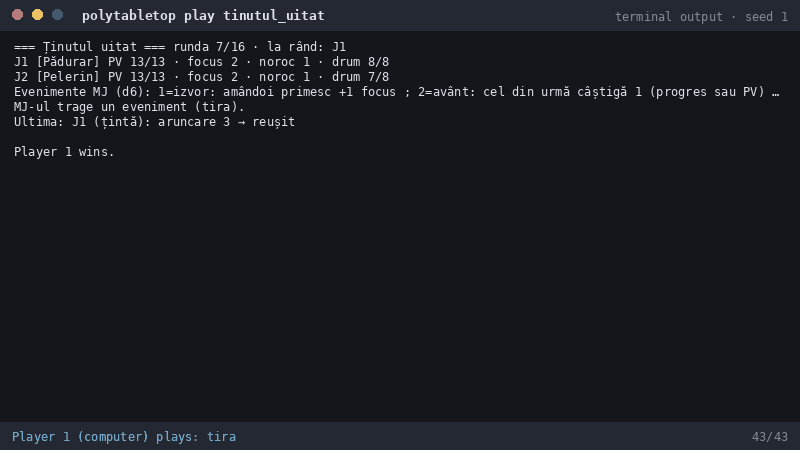 polytabletop play tinutul_uitat
terminal output · seed 1
=== Ținutul uitat === runda 7/16 · la rând: J1
J1 [Pădurar] PV 13/13 · focus 2 · noroc 1 · drum 8/8
J2 [Pelerin] PV 13/13 · focus 2 · noroc 1 · drum 7/8
Evenimente MJ (d6): 1=izvor: amândoi primesc +1 focus ; 2=avânt: cel din urmă câștigă 1 (progres sau PV) …
MJ-ul trage un eveniment (tira).
Ultima: J1 (țintă): aruncare 3 → reușit
Player 1 wins.
Player 1 (computer) plays: tira
43/43